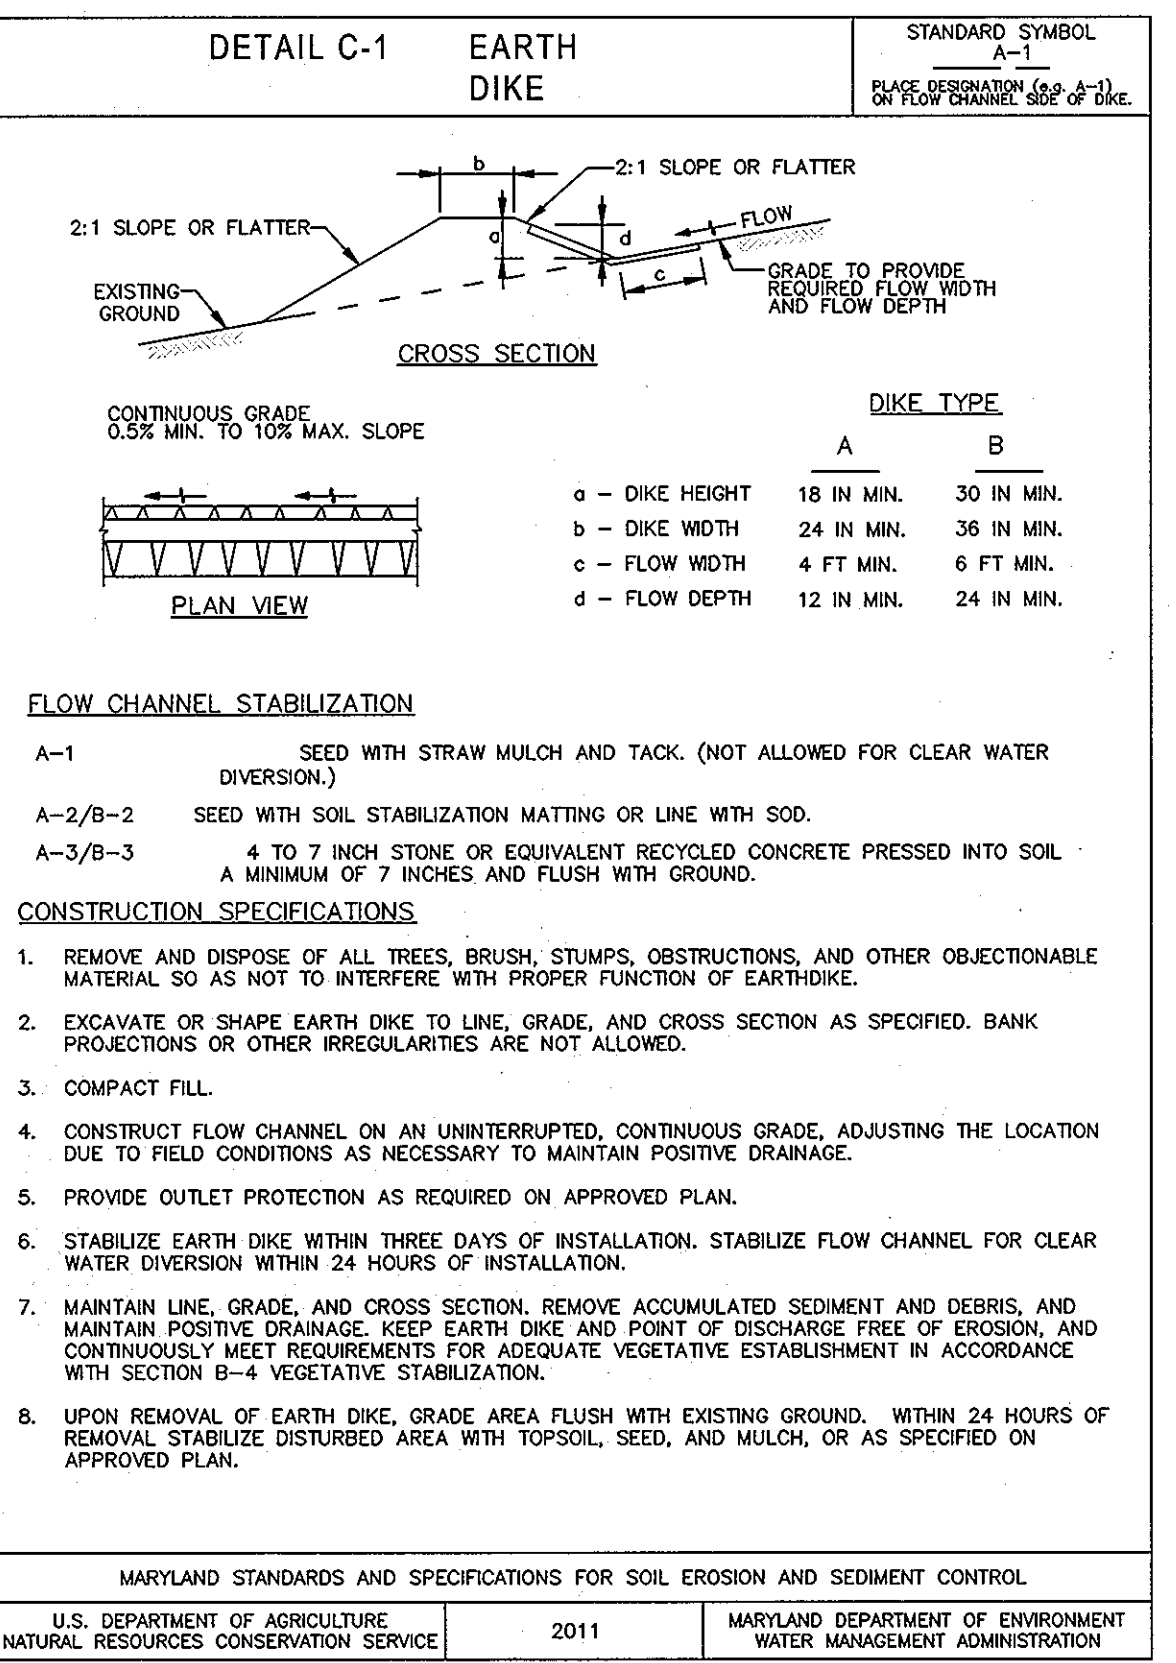 DETAIL C-1 EARTH
DIKE
STANDARD SYMBOL
A-1
PLACE DESIGNATION (e.g. A-1)
ON FLOW CHANNEL SIDE OF DIKE.
b
2:1 SLOPE OR FLATTER
2:1 SLOPE OR FLATTER
a
d
FLOW
c
EXISTING
GROUND
GRADE TO PROVIDE
REQUIRED FLOW WIDTH
AND FLOW DEPTH
CROSS SECTION
CONTINUOUS GRADE
0.5% MIN. TO 10% MAX. SLOPE
PLAN VIEW
DIKE TYPE
A B
a - DIKE HEIGHT 18 IN MIN. 30 IN MIN.
b - DIKE WIDTH 24 IN MIN. 36 IN MIN.
c - FLOW WIDTH 4 FT MIN. 6 FT MIN.
d - FLOW DEPTH 12 IN MIN. 24 IN MIN.
FLOW CHANNEL STABILIZATION
A-1 SEED WITH STRAW MULCH AND TACK. (NOT ALLOWED FOR CLEAR WATER
DIVERSION.)
A-2/B-2 SEED WITH SOIL STABILIZATION MATTING OR LINE WITH SOD.
A-3/B-3 4 TO 7 INCH STONE OR EQUIVALENT RECYCLED CONCRETE PRESSED INTO SOIL
A MINIMUM OF 7 INCHES AND FLUSH WITH GROUND.
CONSTRUCTION SPECIFICATIONS
1. REMOVE AND DISPOSE OF ALL TREES, BRUSH, STUMPS, OBSTRUCTIONS, AND OTHER OBJECTIONABLE
MATERIAL SO AS NOT TO INTERFERE WITH PROPER FUNCTION OF EARTHDIKE.
2. EXCAVATE OR SHAPE EARTH DIKE TO LINE, GRADE, AND CROSS SECTION AS SPECIFIED. BANK
PROJECTIONS OR OTHER IRREGULARITIES ARE NOT ALLOWED.
3. COMPACT FILL.
4. CONSTRUCT FLOW CHANNEL ON AN UNINTERRUPTED, CONTINUOUS GRADE, ADJUSTING THE LOCATION
DUE TO FIELD CONDITIONS AS NECESSARY TO MAINTAIN POSITIVE DRAINAGE.
5. PROVIDE OUTLET PROTECTION AS REQUIRED ON APPROVED PLAN.
6. STABILIZE EARTH DIKE WITHIN THREE DAYS OF INSTALLATION. STABILIZE FLOW CHANNEL FOR CLEAR
WATER DIVERSION WITHIN 24 HOURS OF INSTALLATION.
7. MAINTAIN LINE, GRADE, AND CROSS SECTION. REMOVE ACCUMULATED SEDIMENT AND DEBRIS, AND
MAINTAIN POSITIVE DRAINAGE. KEEP EARTH DIKE AND POINT OF DISCHARGE FREE OF EROSION, AND
CONTINUOUSLY MEET REQUIREMENTS FOR ADEQUATE VEGETATIVE ESTABLISHMENT IN ACCORDANCE
WITH SECTION B-4 VEGETATIVE STABILIZATION.
8. UPON REMOVAL OF EARTH DIKE, GRADE AREA FLUSH WITH EXISTING GROUND. WITHIN 24 HOURS OF
REMOVAL STABILIZE DISTURBED AREA WITH TOPSOIL, SEED, AND MULCH, OR AS SPECIFIED ON
APPROVED PLAN.
MARYLAND STANDARDS AND SPECIFICATIONS FOR SOIL EROSION AND SEDIMENT CONTROL
U.S. DEPARTMENT OF AGRICULTURE
NATURAL RESOURCES CONSERVATION SERVICE
2011
MARYLAND DEPARTMENT OF ENVIRONMENT
WATER MANAGEMENT ADMINISTRATION